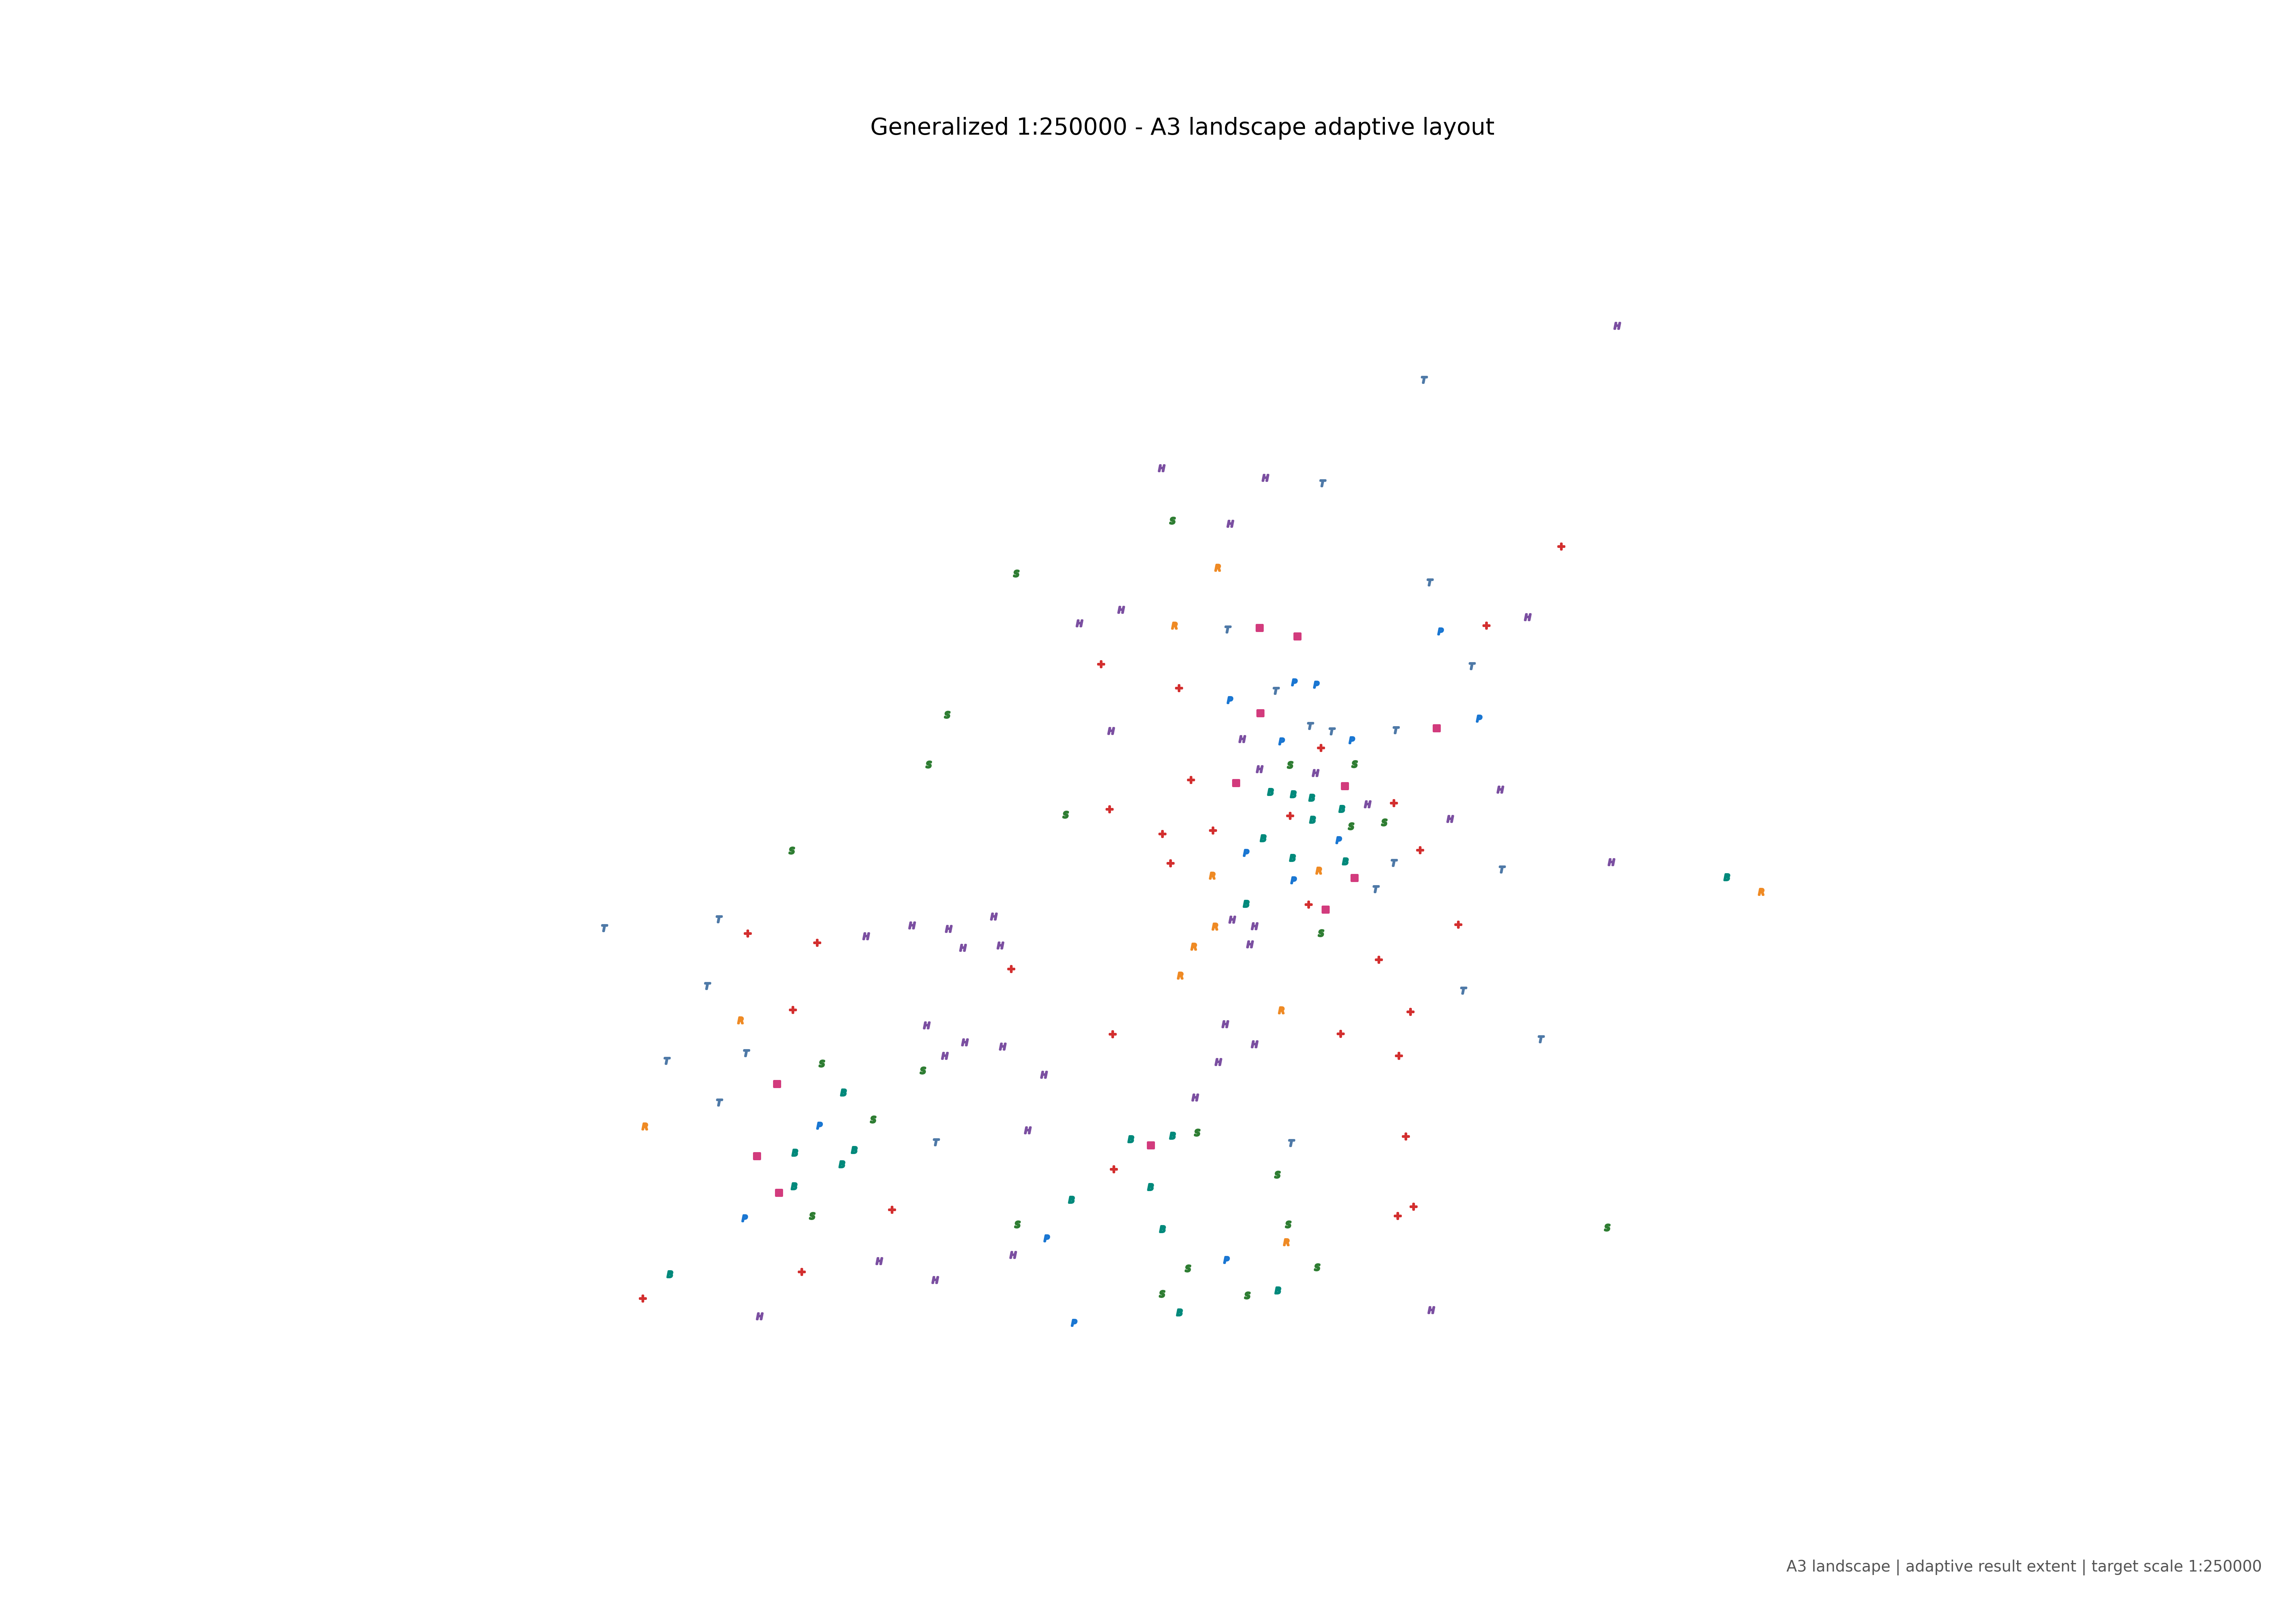 Generalized 1:250000 - A3 landscape adaptive layout
A3 landscape | adaptive result extent | target scale 1:250000